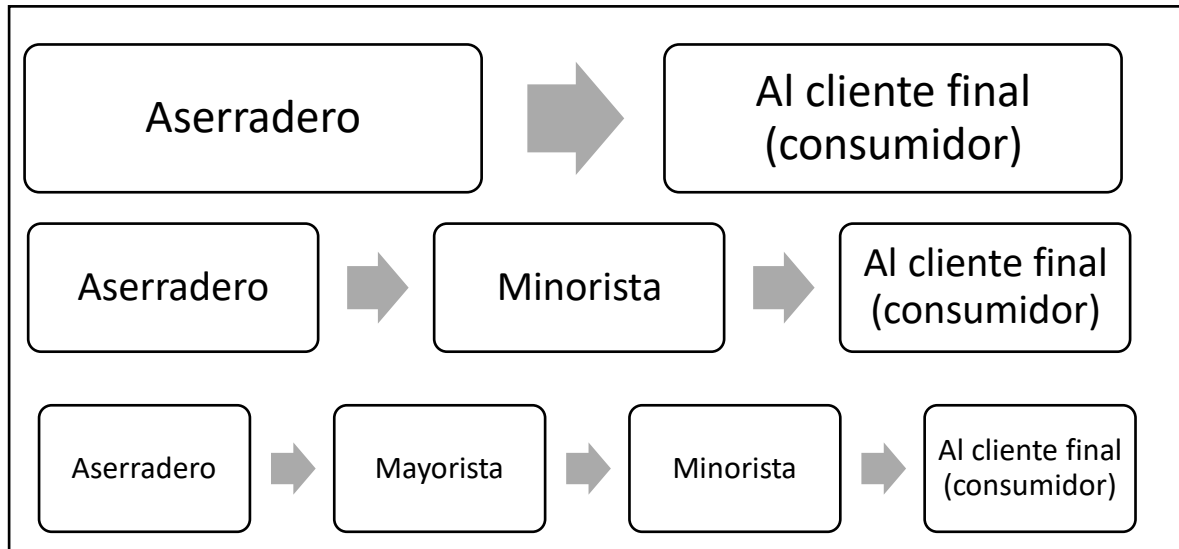 Aserradero
Al cliente final
(consumidor)
Aserradero
Minorista
Al cliente final
(consumidor)
Aserradero
Mayorista
Minorista
Al cliente final
(consumidor)